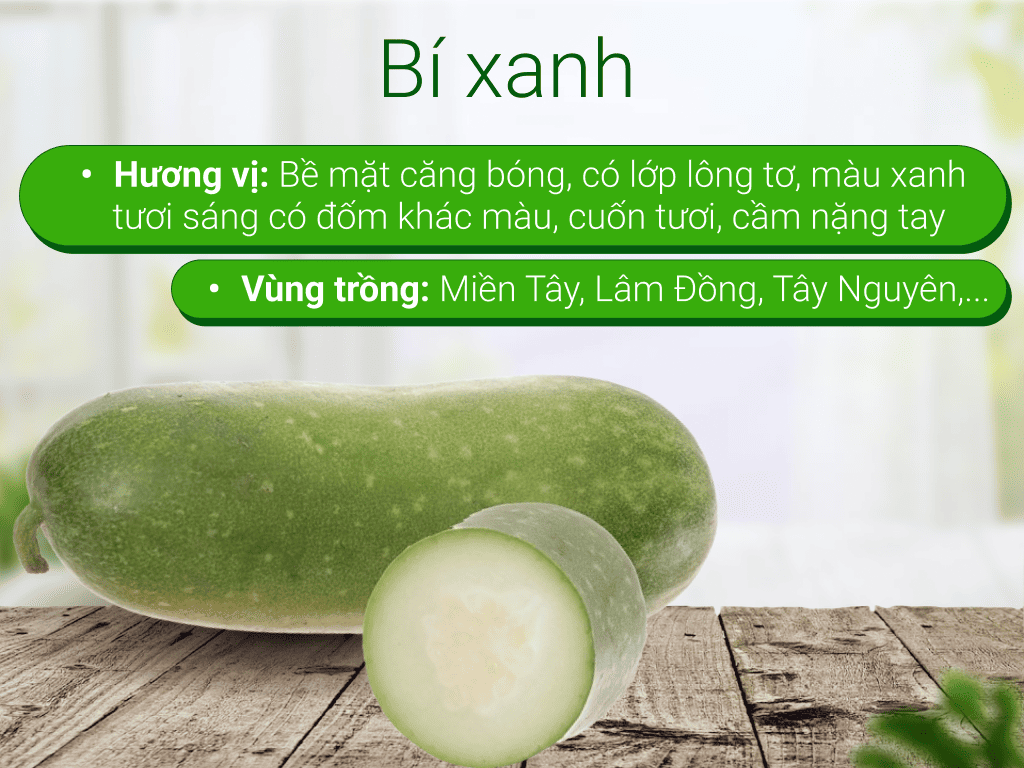 Bí xanh
• Hương vị: Bề mặt căng bóng, có lớp lông tơ, màu xanh
tươi sáng có đốm khác màu, cuốn tươi, cầm nặng tay
• Vùng trồng: Miền Tây, Lâm Đồng, Tây Nguyên,...